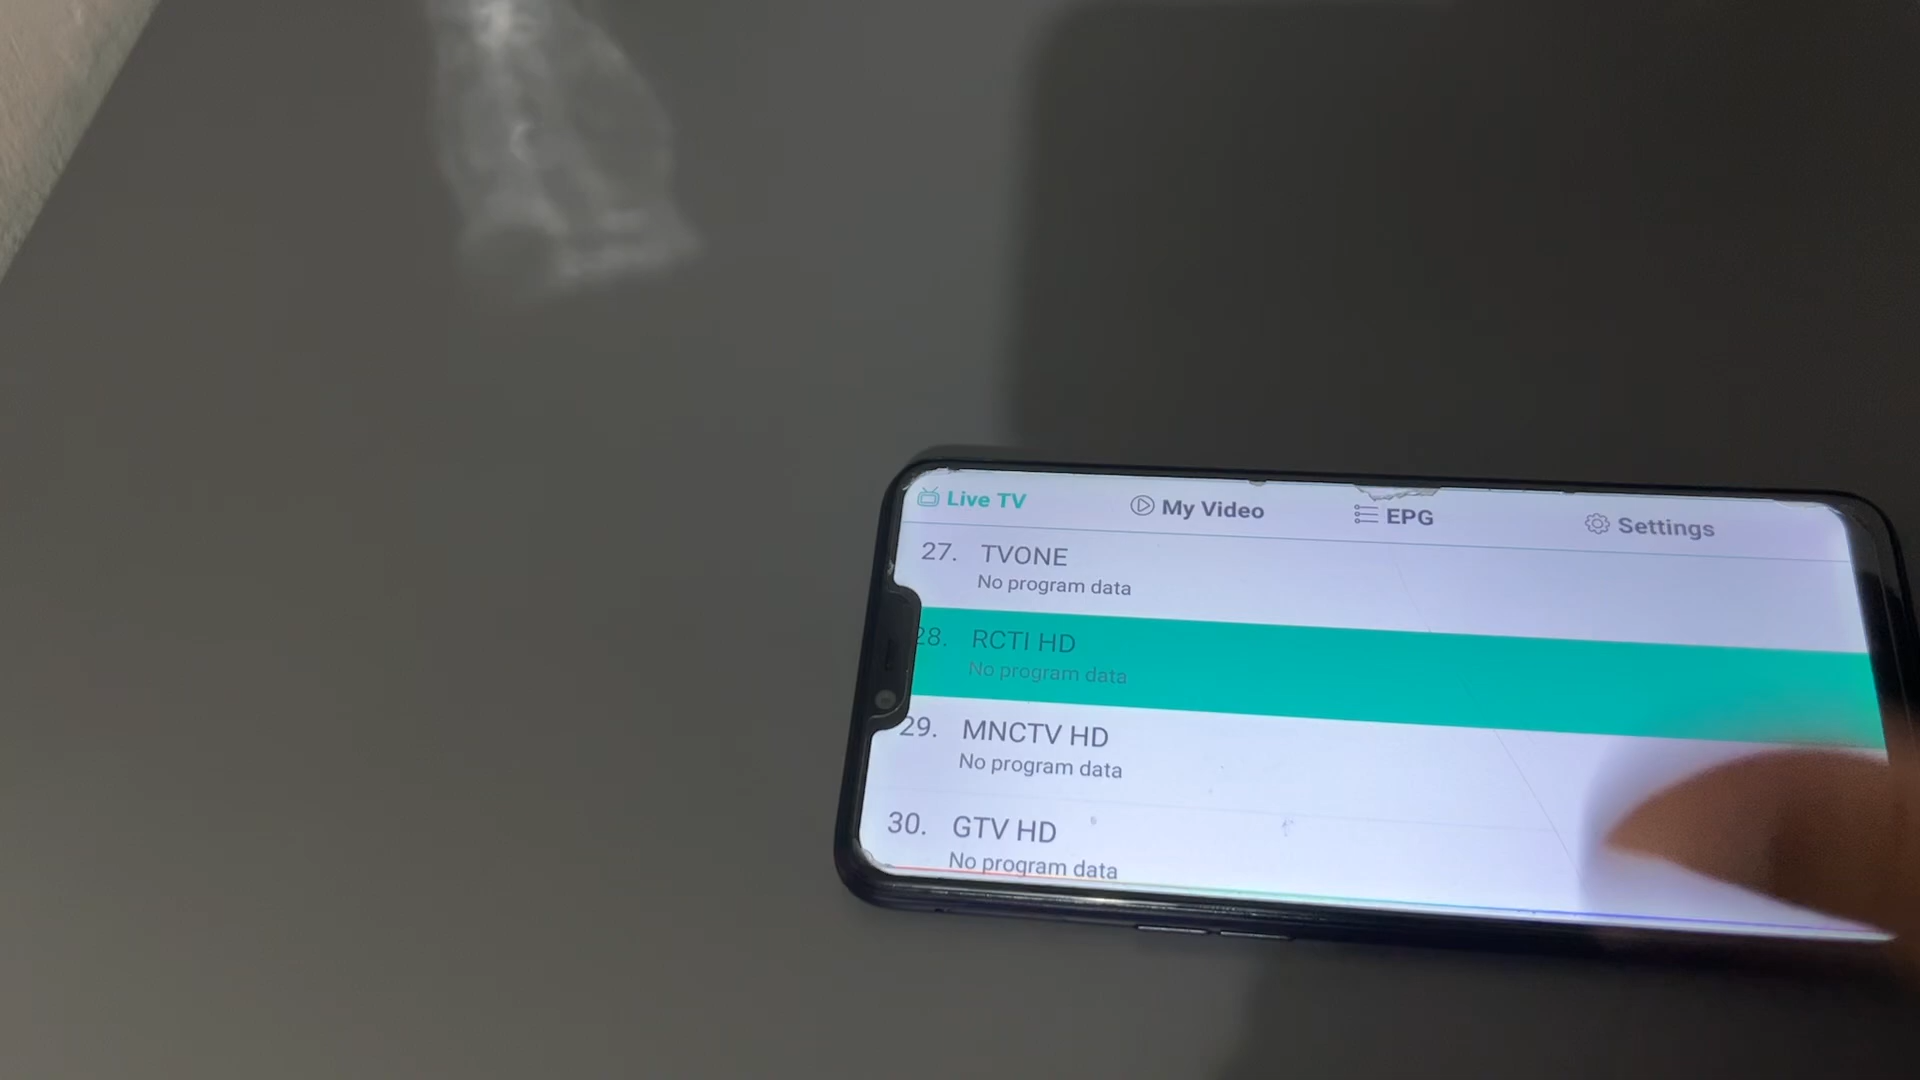 Live TV
My Video
EPG
Settings
27. TVONE
No program data
28. RCTI HD
No program data
29. MNCTV HD
No program data
30. GTV HD
No program data